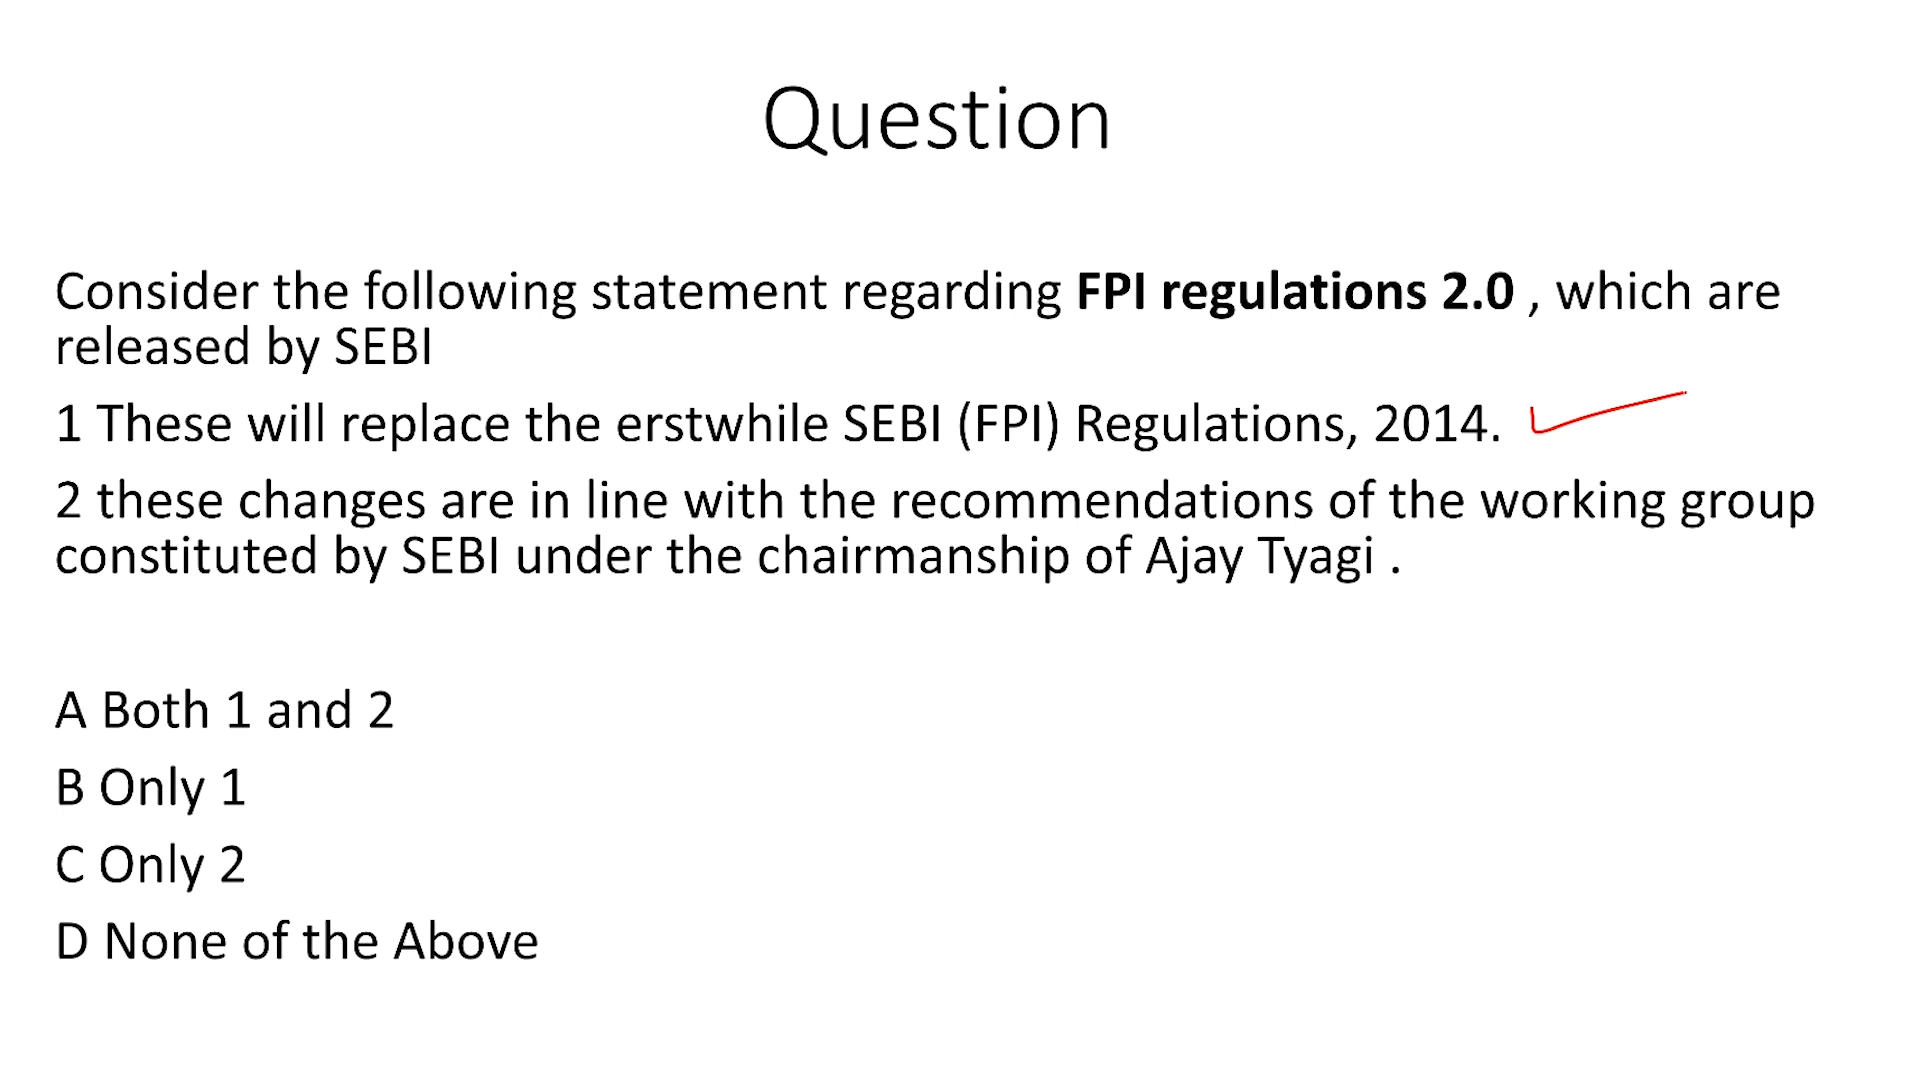 Question
Consider the following statement regarding FPI regulations 2.0 , which are
released by SEBI
1 These will replace the erstwhile SEBI (FPI) Regulations, 2014.
2 these changes are in line with the recommendations of the working group
constituted by SEBI under the chairmanship of Ajay Tyagi .
A Both 1 and 2
B Only 1
C Only 2
D None of the Above